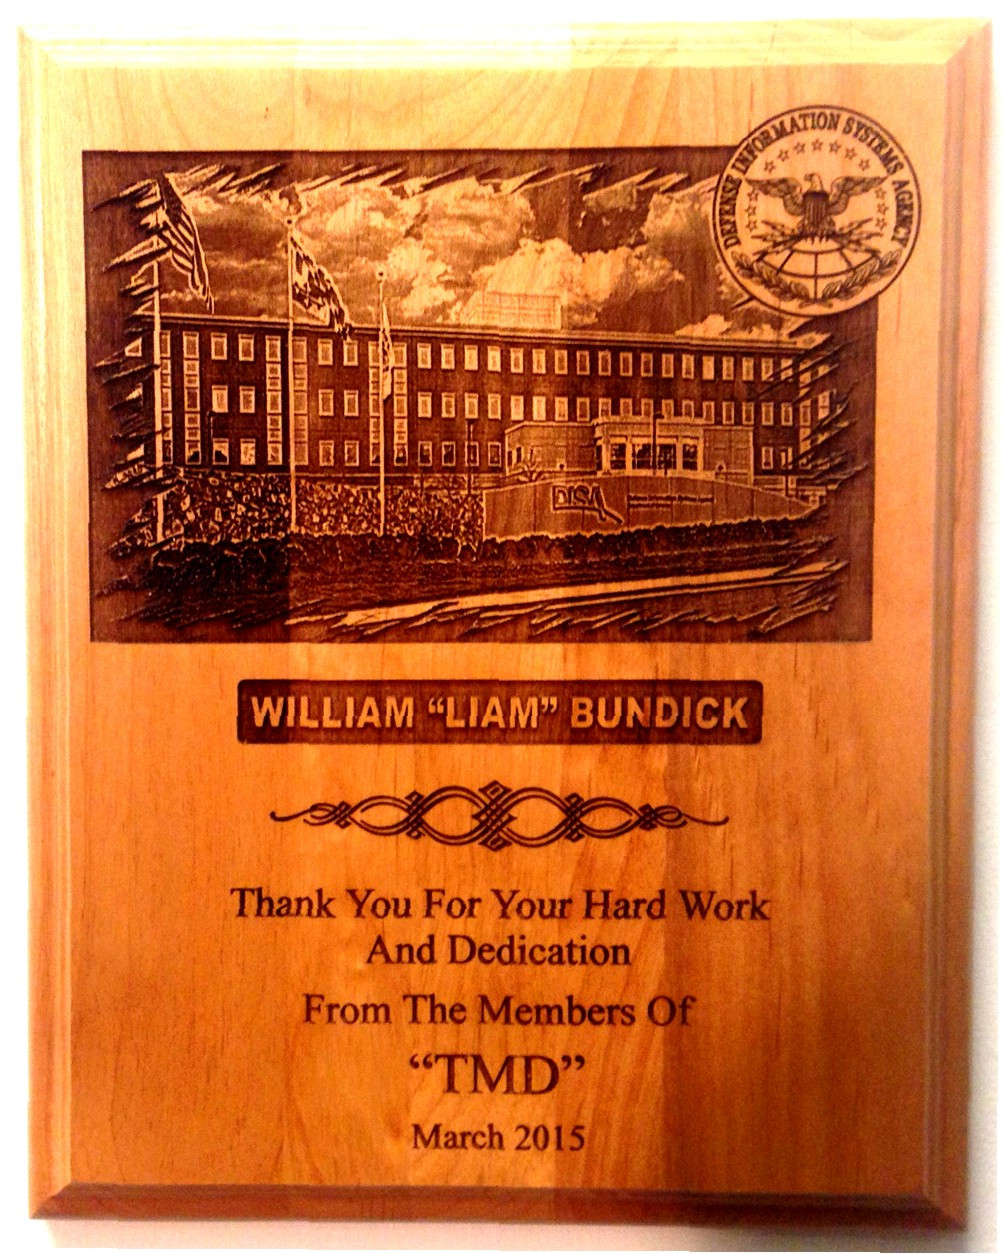 DEFENSE INFORMATION SYSTEMS AGENCY
DISA
WILLIAM “LIAM” BUNDICK
Thank You For Your Hard Work
And Dedication
From The Members Of
“TMD”
March 2015